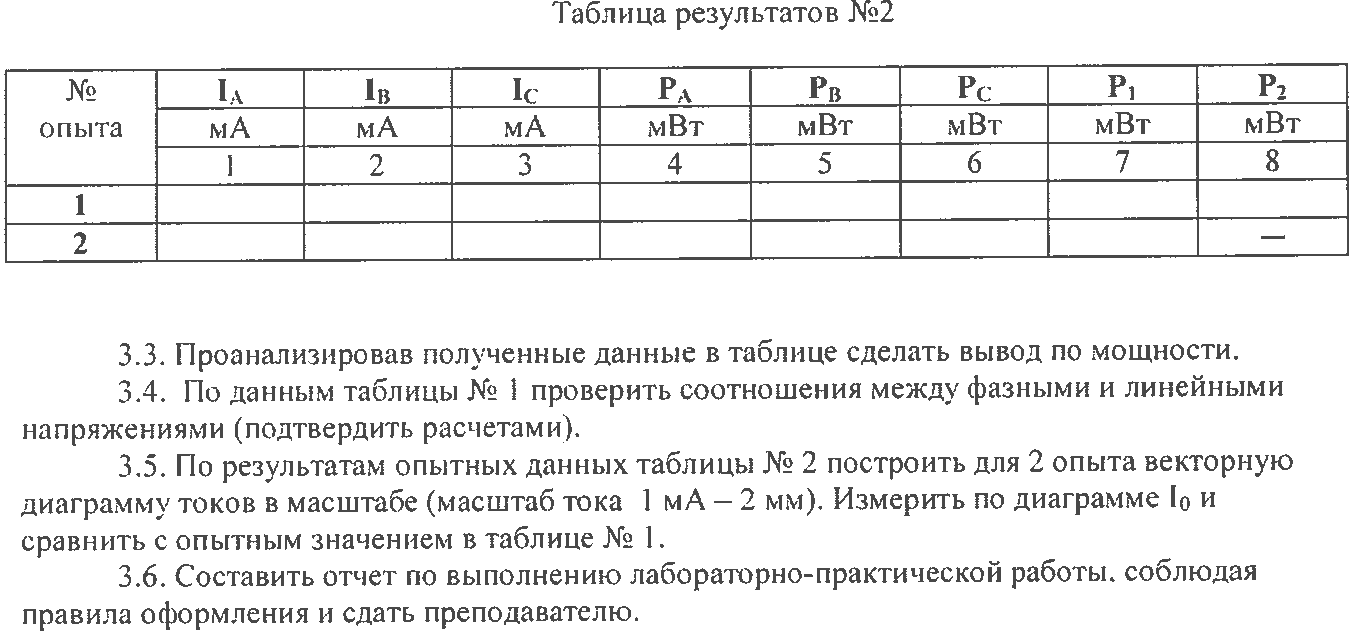 Таблица результатов №2
№ опыта I_A I_B I_C P_A P_B P_C P_1 P_2
мА мА мА мВт мВт мВт мВт мВт
1 2 3 4 5 6 7 8
1
2 —
3.3. Проанализировав полученные данные в таблице сделать вывод по мощности.
3.4. По данным таблицы № 1 проверить соотношения между фазными и линейными
напряжениями (подтвердить расчетами).
3.5. По результатам опытных данных таблицы № 2 построить для 2 опыта векторную
диаграмму токов в масштабе (масштаб тока 1 мА – 2 мм). Измерить по диаграмме I₀ и
сравнить с опытным значением в таблице № 1.
3.6. Составить отчет по выполнению лабораторно-практической работы. соблюдая
правила оформления и сдать преподавателю.